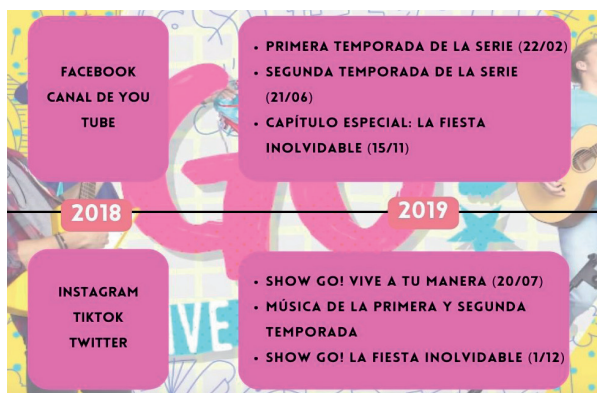 FACEBOOK
CANAL DE YOU
TUBE
• PRIMERA TEMPORADA DE LA SERIE (22/02)
• SEGUNDA TEMPORADA DE LA SERIE
(21/06)
• CAPÍTULO ESPECIAL: LA FIESTA
INOLVIDABLE (15/11)
2018
2019
INSTAGRAM
TIKTOK
TWITTER
• SHOW GO! VIVE A TU MANERA (20/07)
• MÚSICA DE LA PRIMERA Y SEGUNDA
TEMPORADA
• SHOW GO! LA FIESTA INOLVIDABLE (1/12)
GO